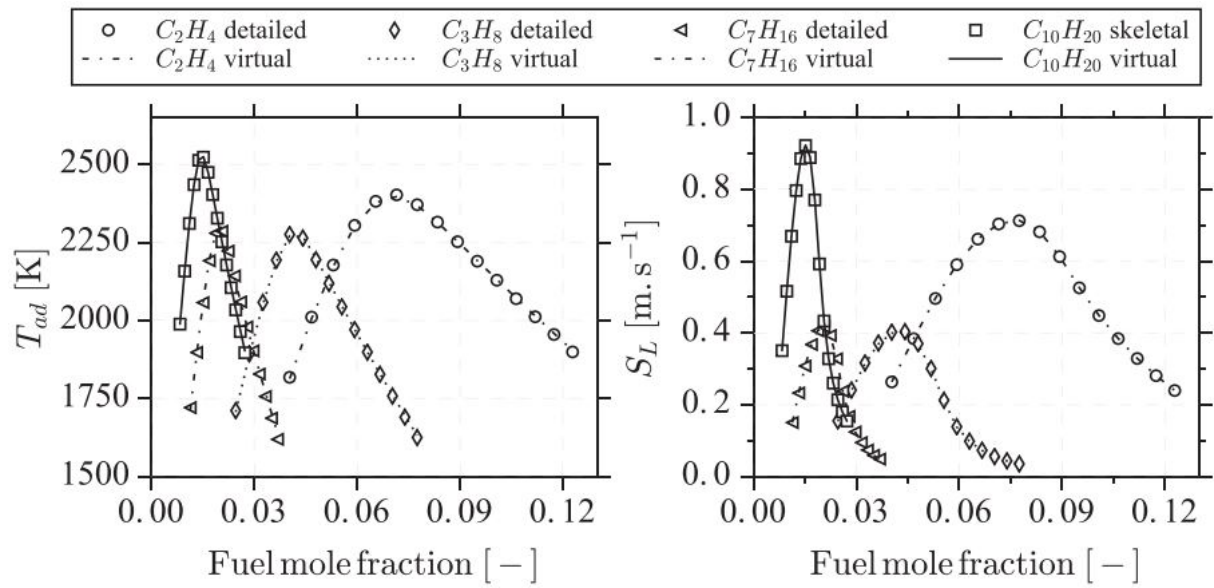 C₂H₄ detailed C₃H₈ detailed C₇H₁₆ detailed C₁₀H₂₀ skeletal
C₂H₄ virtual C₃H₈ virtual C₇H₁₆ virtual C₁₀H₂₀ virtual
T_ad [K]
2500
2250
2000
1750
1500
0.00 0.03 0.06 0.09 0.12
Fuel mole fraction [−]
S_L [m.s⁻¹]
1.0
0.8
0.6
0.4
0.2
0.0
0.00 0.03 0.06 0.09 0.12
Fuel mole fraction [−]